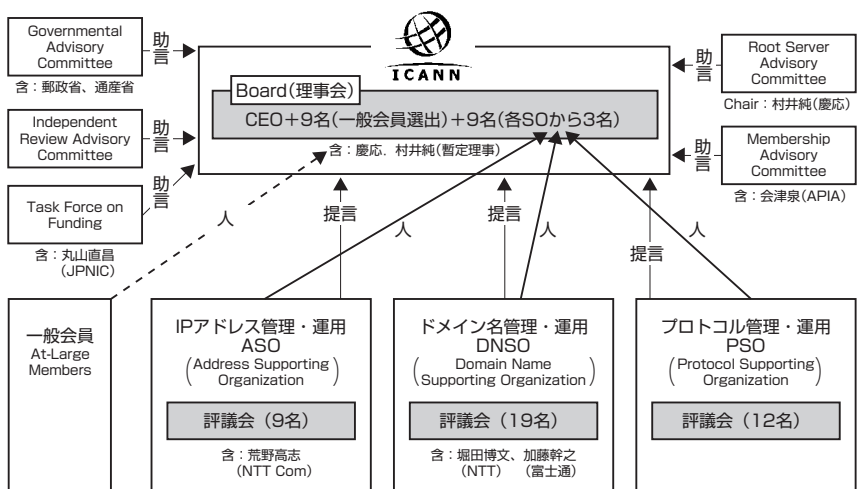 Governmental
Advisory
Committee
含：郵政省、通産省
助言
Independent
Review Advisory
Committee
助言
Task Force on
Funding
含：丸山直昌
（JPNIC）
助言
ICANN
Board（理事会）
CEO＋9名（一般会員選出）＋9名（各SOから3名）
含：慶応．村井純（暫定理事）
Root Server
Advisory
Committee
Chair：村井純（慶応）
助言
Membership
Advisory
Committee
含：会津泉（APIA）
助言
人
提言
人
提言
人
提言
人
一般会員
At-Large
Members
IPアドレス管理・運用
ASO
（Address Supporting
Organization）
評議会（9名）
含：荒野高志
（NTT Com）
ドメイン名管理・運用
DNSO
（Domain Name
Supporting Organization）
評議会（19名）
含：堀田博文、加藤幹之
（NTT）（富士通）
プロトコル管理・運用
PSO
（Protocol Supporting
Organization）
評議会（12名）